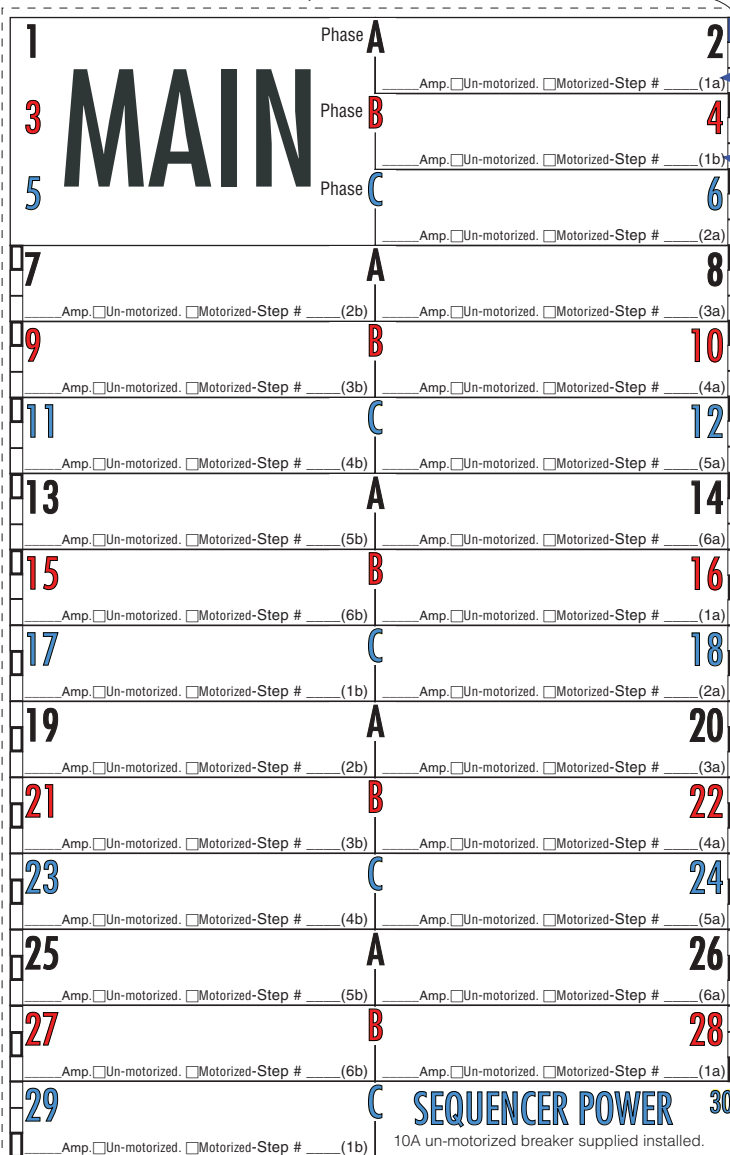 1 Phase A 2
_____Amp.☐Un-motorized. ☐Motorized-Step # ____(1a)
3 MAIN Phase B 4
_____Amp.☐Un-motorized. ☐Motorized-Step # ____(1b)
5 Phase C 6
_____Amp.☐Un-motorized. ☐Motorized-Step # ____(2a)
7 A 8
_____Amp.☐Un-motorized. ☐Motorized-Step # ____(2b) _____Amp.☐Un-motorized. ☐Motorized-Step # ____(3a)
9 B 10
_____Amp.☐Un-motorized. ☐Motorized-Step # ____(3b) _____Amp.☐Un-motorized. ☐Motorized-Step # ____(4a)
11 C 12
_____Amp.☐Un-motorized. ☐Motorized-Step # ____(4b) _____Amp.☐Un-motorized. ☐Motorized-Step # ____(5a)
13 A 14
_____Amp.☐Un-motorized. ☐Motorized-Step # ____(5b) _____Amp.☐Un-motorized. ☐Motorized-Step # ____(6a)
15 B 16
_____Amp.☐Un-motorized. ☐Motorized-Step # ____(6b) _____Amp.☐Un-motorized. ☐Motorized-Step # ____(1a)
17 C 18
_____Amp.☐Un-motorized. ☐Motorized-Step # ____(1b) _____Amp.☐Un-motorized. ☐Motorized-Step # ____(2a)
19 A 20
_____Amp.☐Un-motorized. ☐Motorized-Step # ____(2b) _____Amp.☐Un-motorized. ☐Motorized-Step # ____(3a)
21 B 22
_____Amp.☐Un-motorized. ☐Motorized-Step # ____(3b) _____Amp.☐Un-motorized. ☐Motorized-Step # ____(4a)
23 C 24
_____Amp.☐Un-motorized. ☐Motorized-Step # ____(4b) _____Amp.☐Un-motorized. ☐Motorized-Step # ____(5a)
25 A 26
_____Amp.☐Un-motorized. ☐Motorized-Step # ____(5b) _____Amp.☐Un-motorized. ☐Motorized-Step # ____(6a)
27 B 28
_____Amp.☐Un-motorized. ☐Motorized-Step # ____(6b) _____Amp.☐Un-motorized. ☐Motorized-Step # ____(1a)
29 C SEQUENCER POWER 30
_____Amp.☐Un-motorized. ☐Motorized-Step # ____(1b) 10A un-motorized breaker supplied installed.